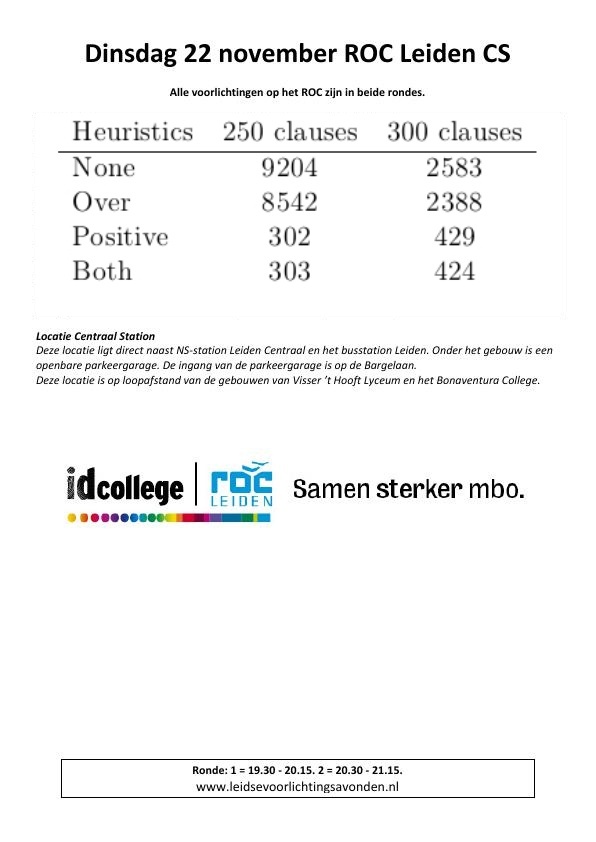 Dinsdag 22 november ROC Leiden CS
Alle voorlichtingen op het ROC zijn in beide rondes.
Heuristics 250 clauses 300 clauses
None 9204 2583
Over 8542 2388
Positive 302 429
Both 303 424
Locatie Centraal Station
Deze locatie ligt direct naast NS-station Leiden Centraal en het busstation Leiden. Onder het gebouw is een
openbare parkeergarage. De ingang van de parkeergarage is op de Bargelaan.
Deze locatie is op loopafstand van de gebouwen van Visser ’t Hooft Lyceum en het Bonaventura College.
idcollege roc LEIDEN Samen sterker mbo.
Ronde: 1 = 19.30 - 20.15. 2 = 20.30 - 21.15.
www.leidsevoorlichtingsavonden.nl